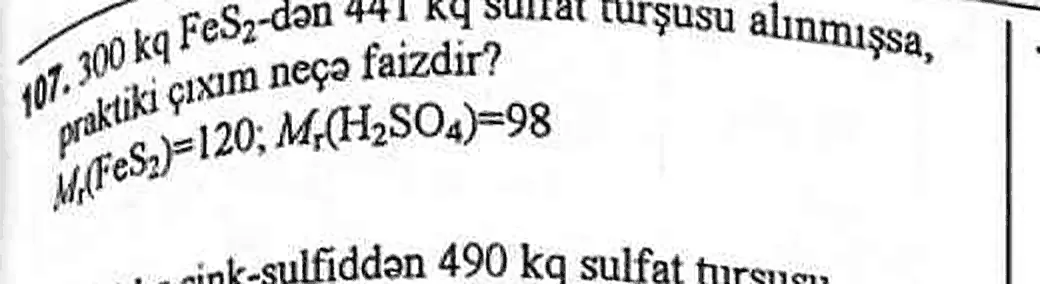 107. 300 kq FeS₂-dən 441 kq sulfat turşusu alınmışsa,
praktiki çıxım neçə faizdir?
Mᵣ(FeS₂)=120; Mᵣ(H₂SO₄)=98
sink-sulfiddən 490 kq sulfat turşusu